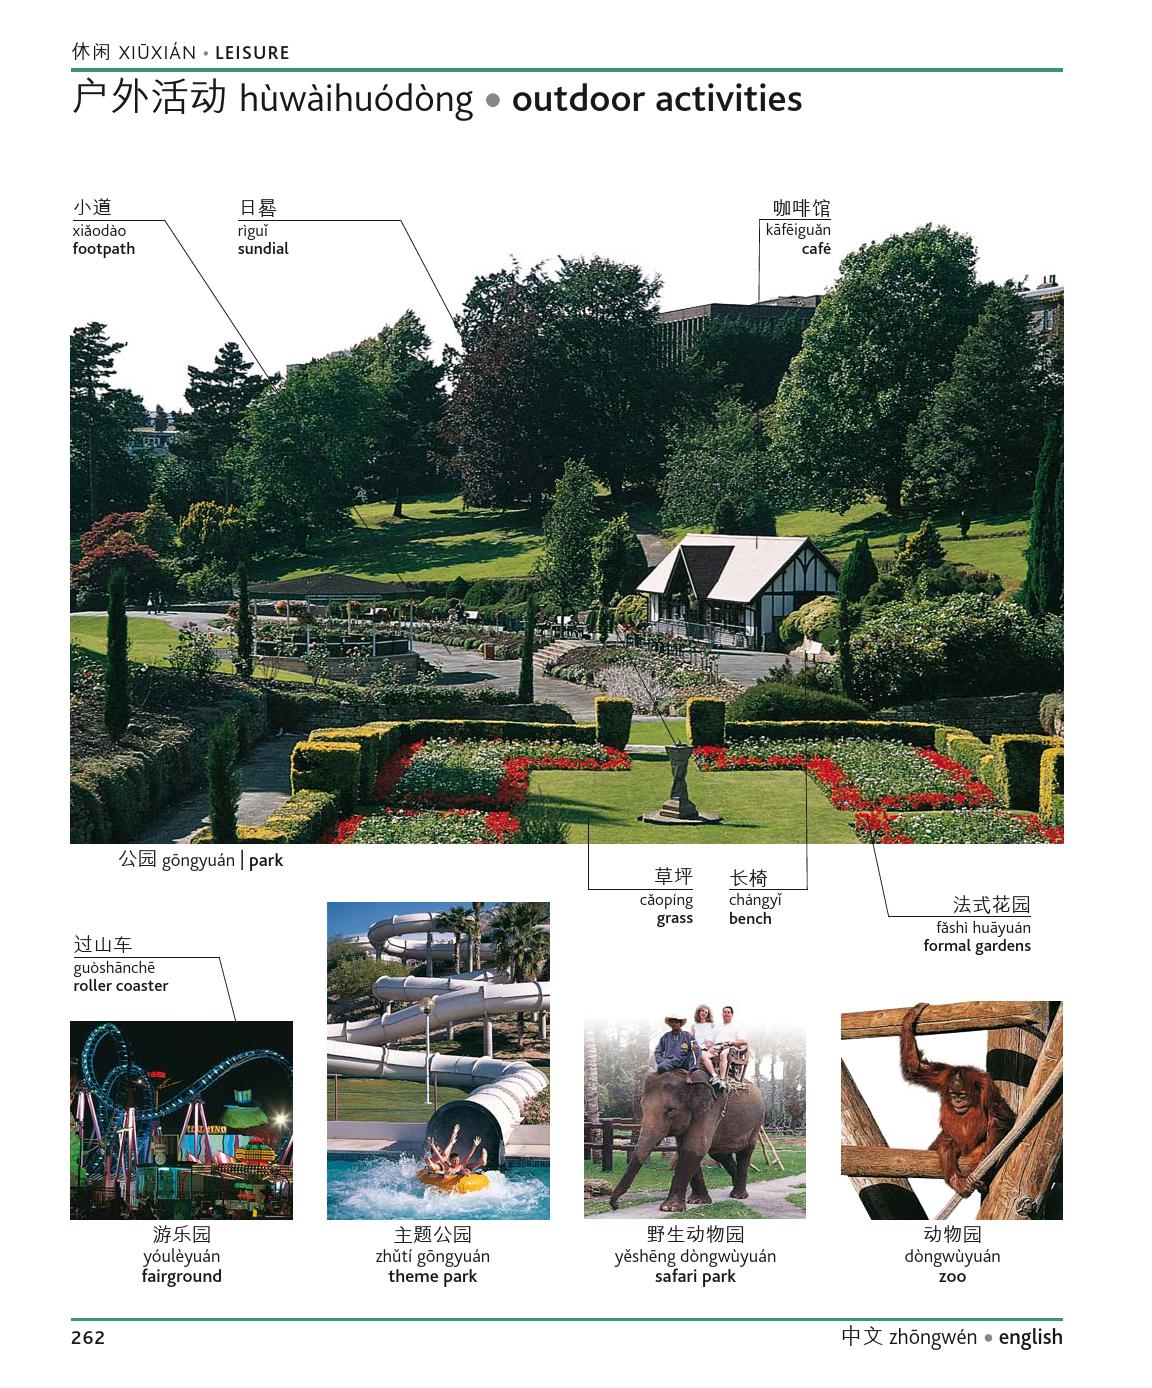 休闲 XIŪXIÁN • LEISURE
户外活动 hùwàihuódòng • outdoor activities
小道
xiǎodào
footpath
日晷
rìguǐ
sundial
咖啡馆
kāfēiguǎn
café
公园 gōngyuán | park
草坪
cǎopíng
grass
长椅
chángyǐ
bench
法式花园
fǎshì huāyuán
formal gardens
过山车
guòshānchē
roller coaster
游乐园
yóulèyuán
fairground
主题公园
zhǔtí gōngyuán
theme park
野生动物园
yěshēng dòngwùyuán
safari park
动物园
dòngwùyuán
zoo
262
中文 zhōngwén • english